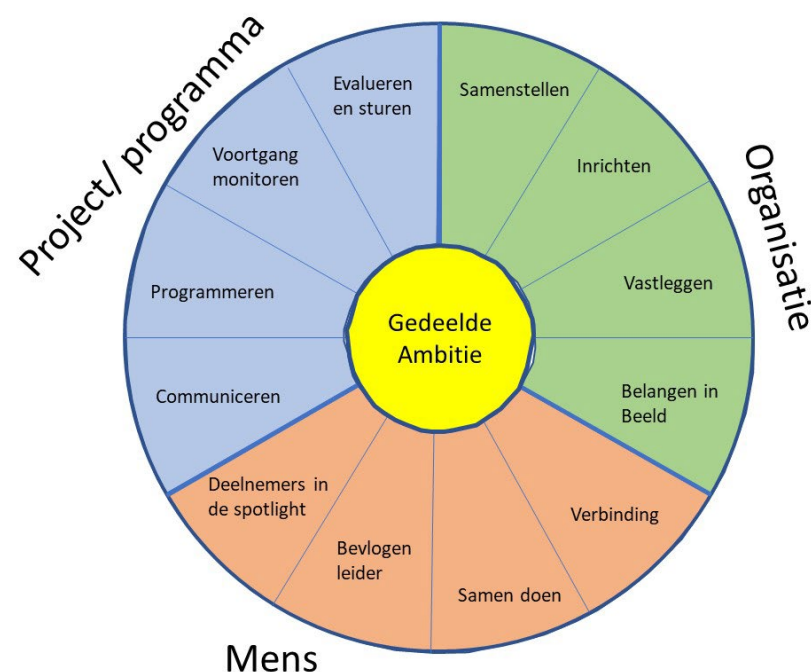 Project/ programma
Evalueren
en sturen
Voortgang
monitoren
Programmeren
Communiceren
Organisatie
Samenstellen
Inrichten
Vastleggen
Belangen in
Beeld
Gedeelde
Ambitie
Mens
Deelnemers in
de spotlight
Bevlogen
leider
Samen doen
Verbinding